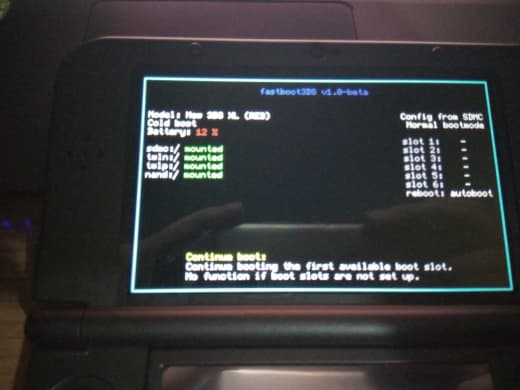 fastboot3DS v1.0-beta
Model: New 3DS XL (RED)
Cold boot
Battery: 12 %
sdmc:/ mounted
twln:/ mounted
twlp:/ mounted
nand:/ mounted
Config from SDMC
Normal bootmode
slot 1: -
slot 2: -
slot 3: -
slot 4: -
slot 5: -
slot 6: -
reboot: autoboot
Continue boot:
Continue booting the first available boot slot.
No function if boot slots are not set up.